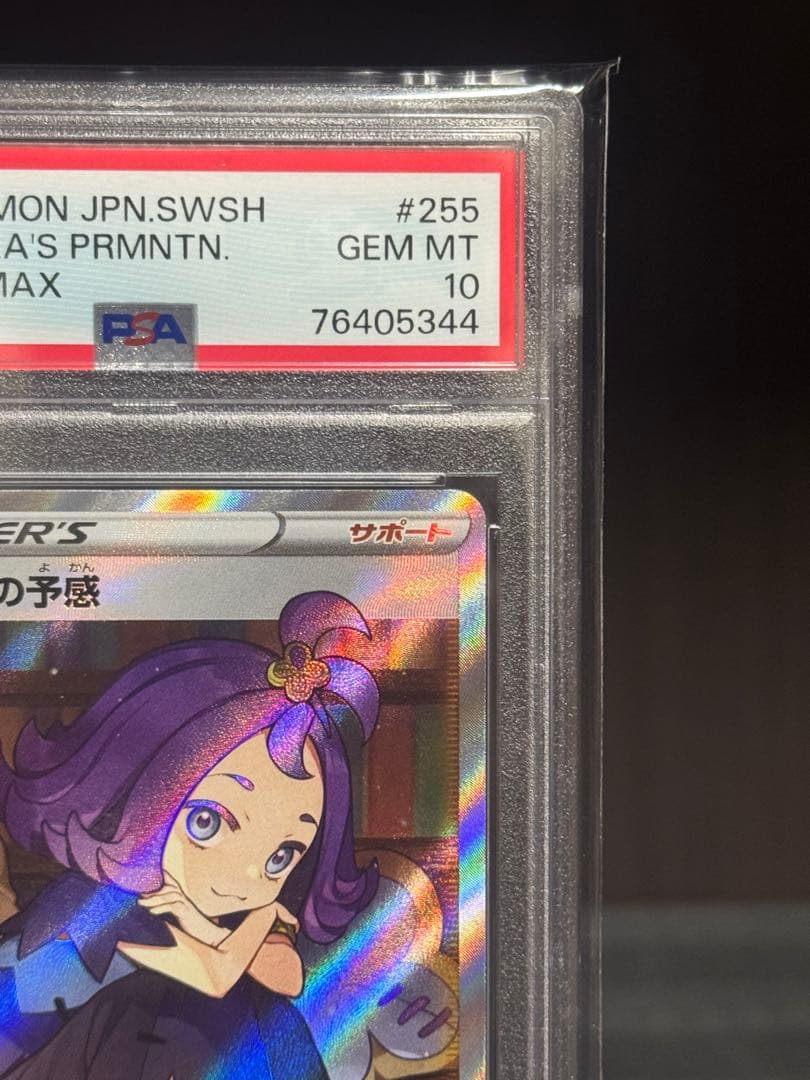 MON JPN.SWSH #255
A'S PRMNTN. GEM MT
MAX 10
PSA 76405344
ER'S サポート
よ かん
の予感